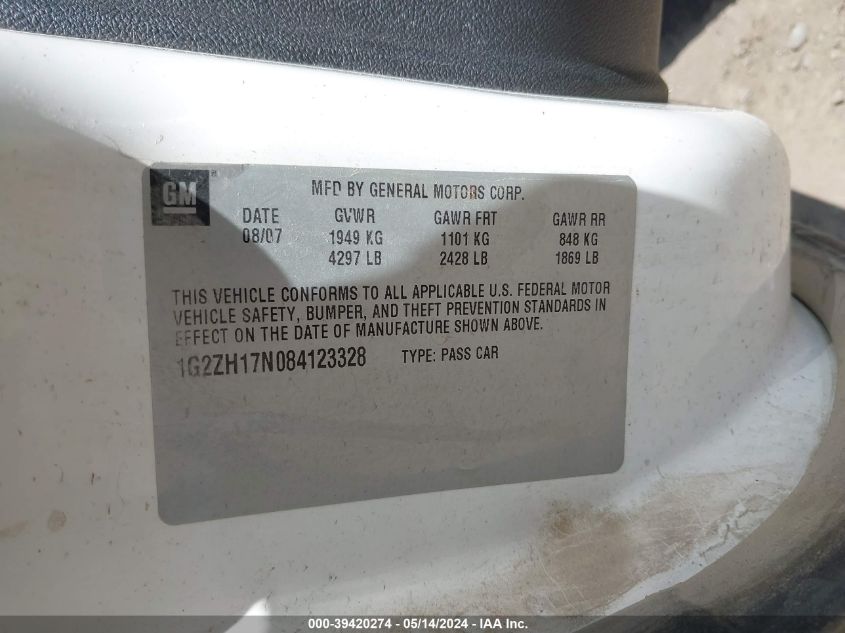 GM
MFD BY GENERAL MOTORS CORP.
DATE GVWR GAWR FRT GAWR RR
08/07 1949 KG 1101 KG 848 KG
4297 LB 2428 LB 1869 LB
THIS VEHICLE CONFORMS TO ALL APPLICABLE U.S. FEDERAL MOTOR
VEHICLE SAFETY, BUMPER, AND THEFT PREVENTION STANDARDS IN
EFFECT ON THE DATE OF MANUFACTURE SHOWN ABOVE.
1G2ZH17N084123328 TYPE: PASS CAR
000-39420274 - 05/14/2024 - IAA Inc.